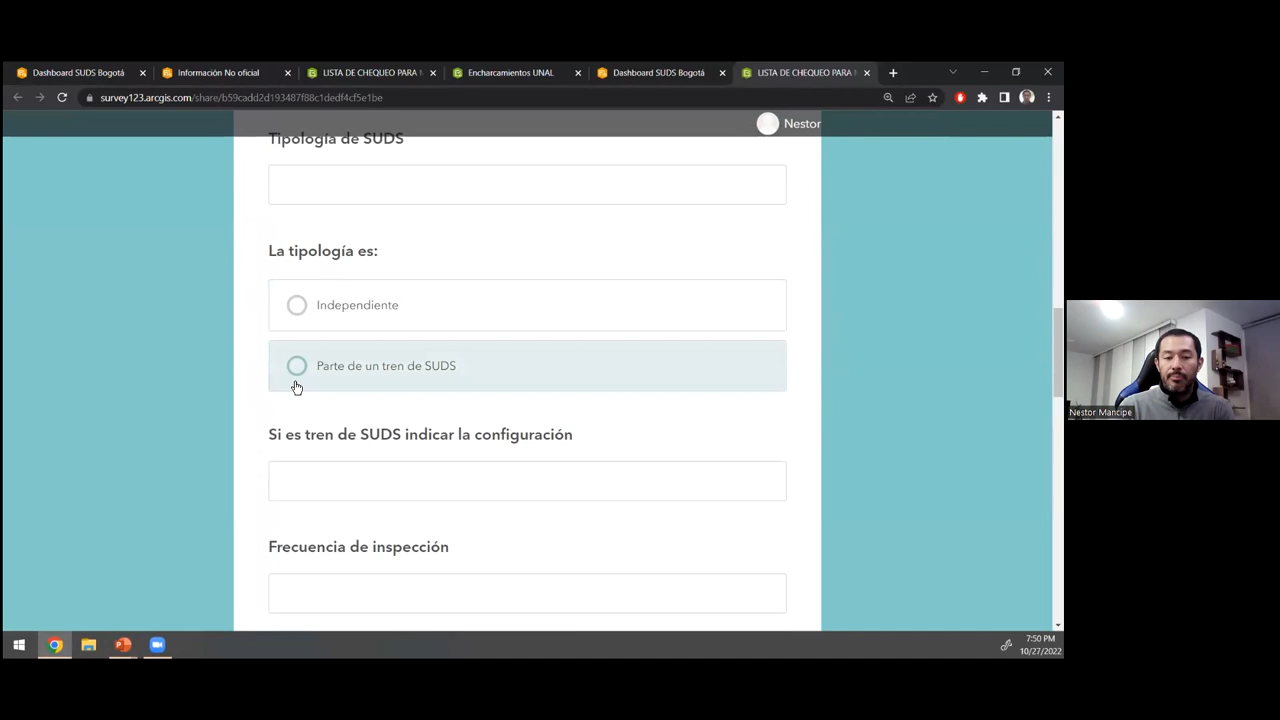 Dashboard SUDS Bogotá
Información No oficial
LISTA DE CHEQUEO PARA
Encharcamientos UNAL
Dashboard SUDS Bogotá
LISTA DE CHEQUEO PARA
survey123.arcgis.com/share/b59cadd2d193487f88c1dedf4cf5e1be
Nestor
Tipología de SUDS
La tipología es:
Independiente
Parte de un tren de SUDS
Si es tren de SUDS indicar la configuración
Frecuencia de inspección
Nestor Mancipe
7:50 PM
10/27/2022